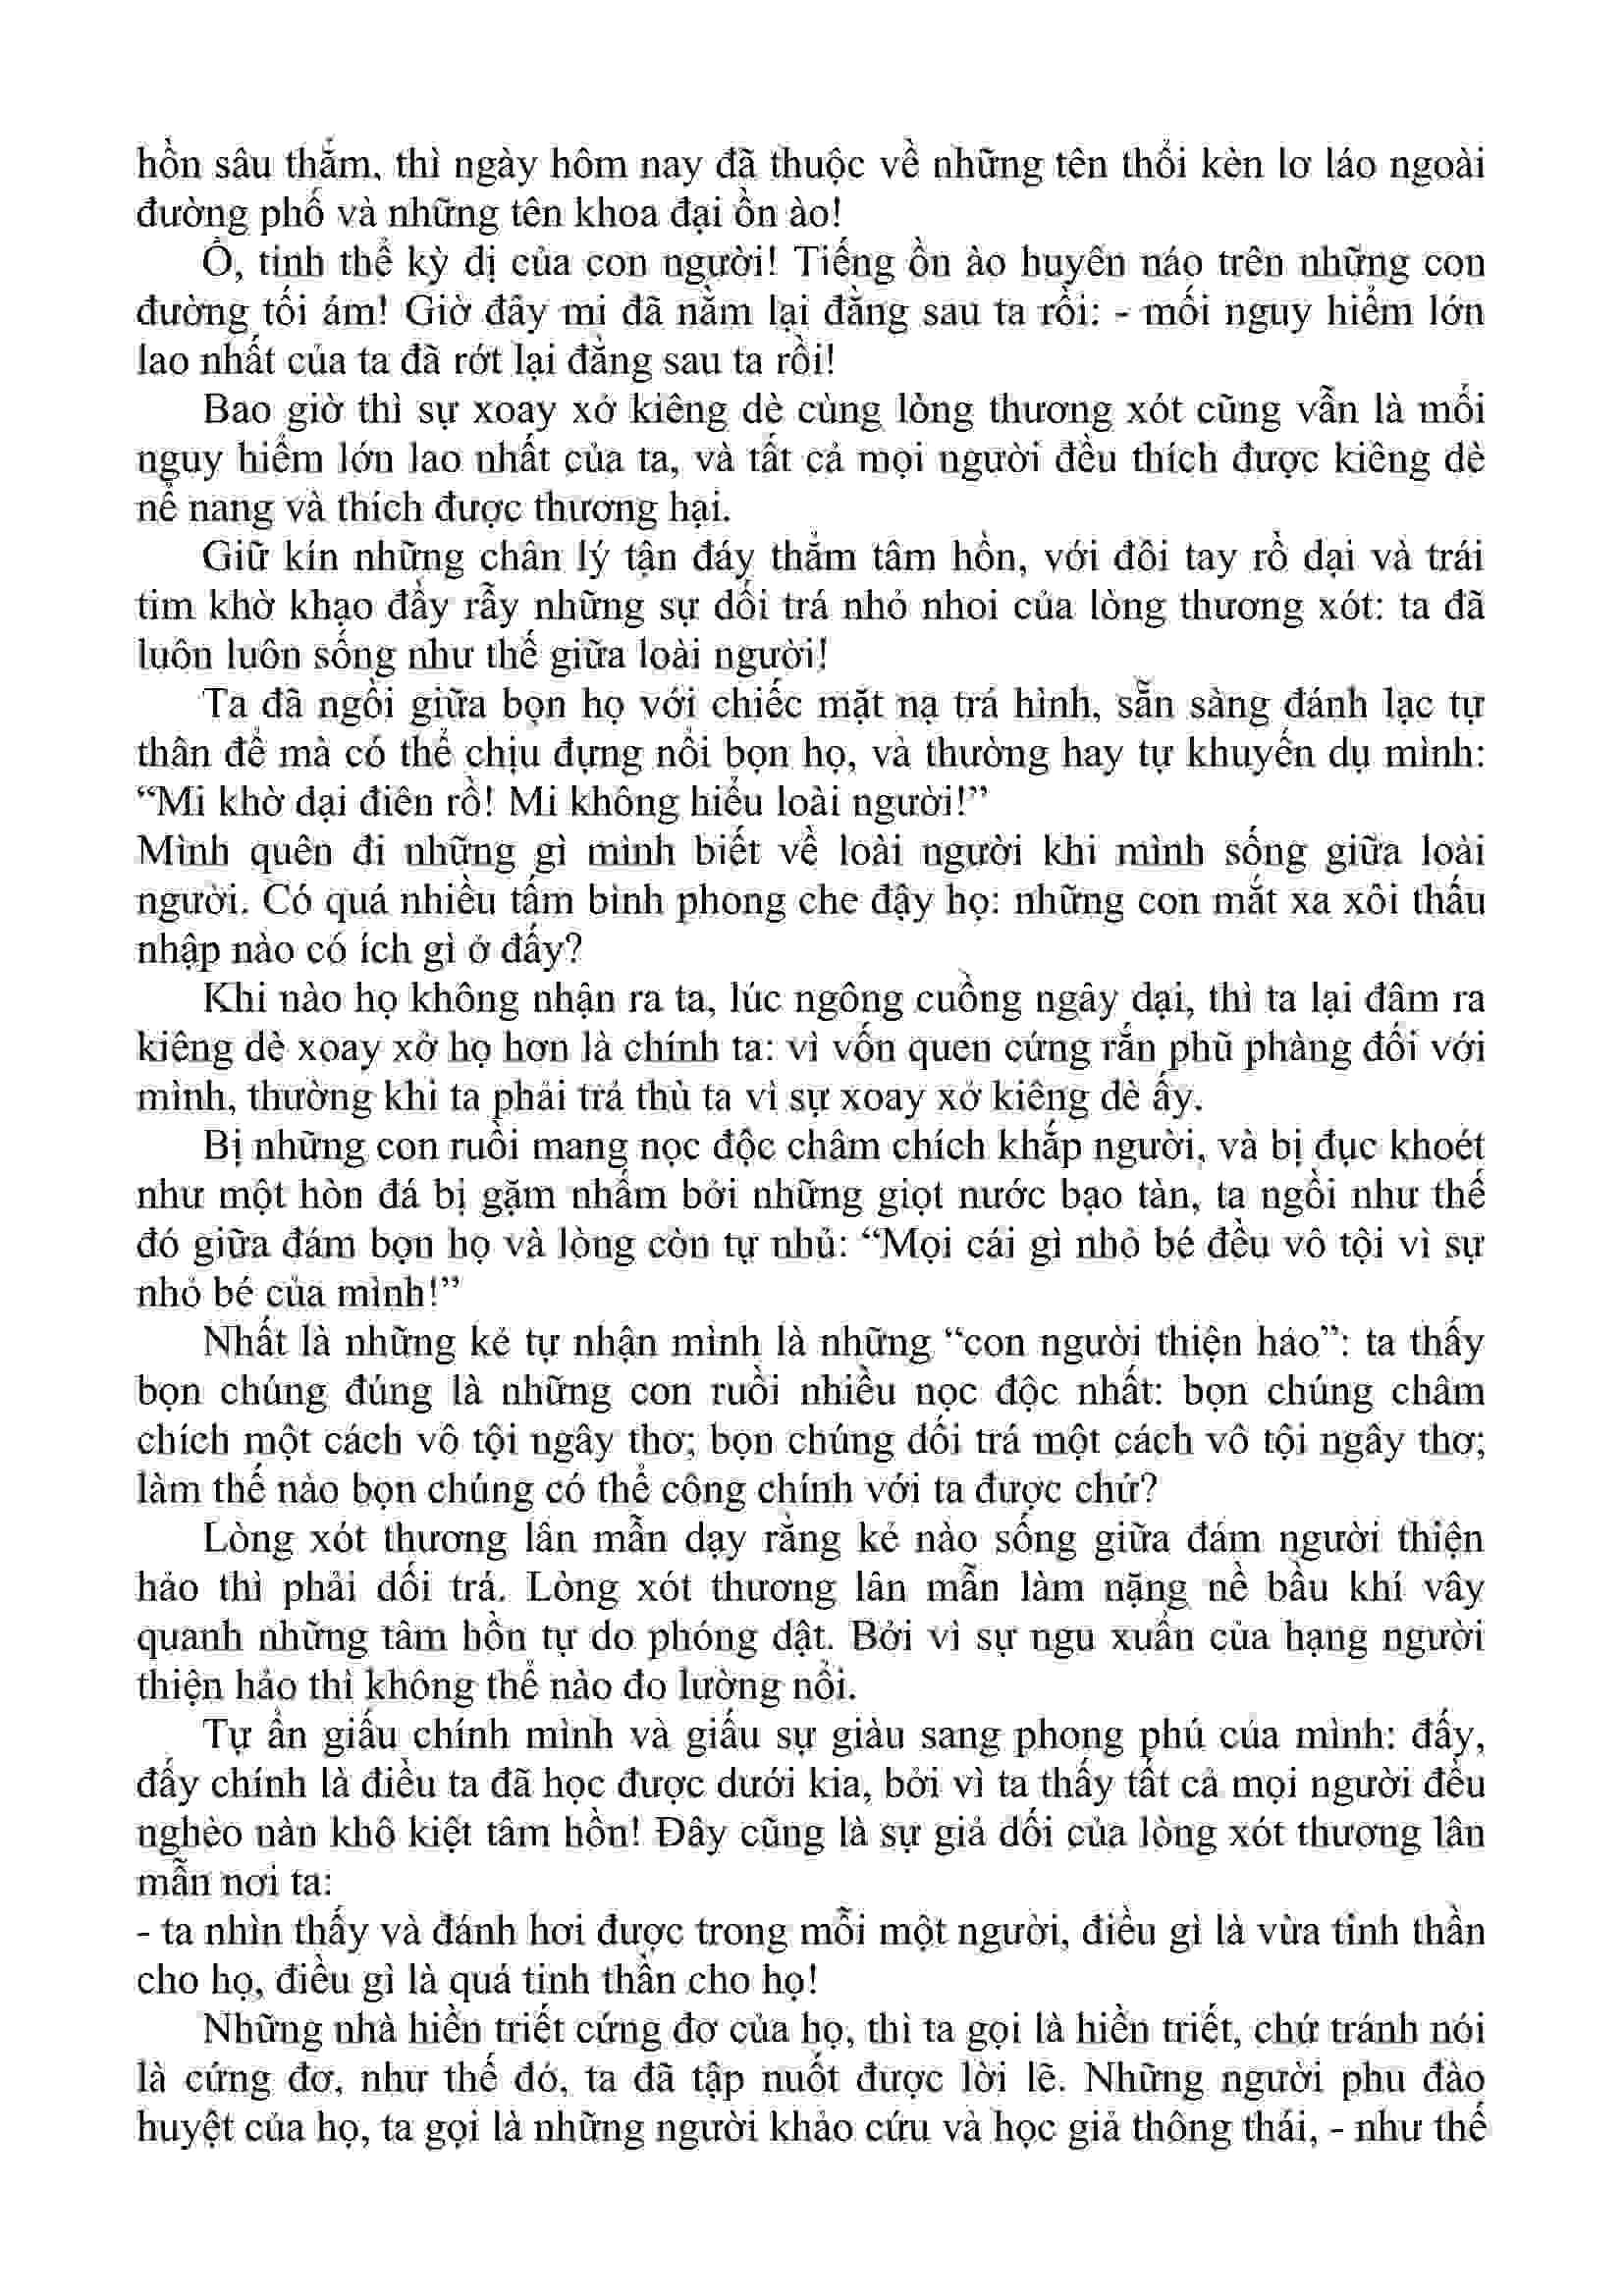 hồn sâu thẳm, thì ngày hôm nay đã thuộc về những tên thổi kèn lơ láo ngoài
đường phố và những tên khoa đại ồn ào!
Ồ, tinh thể kỳ dị của con người! Tiếng ồn ào huyên náo trên những con
đường tối ám! Giờ đây mi đã nằm lại đằng sau ta rồi: - mối nguy hiểm lớn
lao nhất của ta đã rớt lại đằng sau ta rồi!
Bao giờ thì sự xoay xở kiêng dè cùng lòng thương xót cũng vẫn là mối
nguy hiểm lớn lao nhất của ta, và tất cả mọi người đều thích được kiêng dè
nể nang và thích được thương hại.
Giữ kín những chân lý tận đáy thẳm tâm hồn, với đôi tay rồ dại và trái
tim khờ khạo đầy rẫy những sự dối trá nhỏ nhoi của lòng thương xót: ta đã
luôn luôn sống như thế giữa loài người!
Ta đã ngồi giữa bọn họ với chiếc mặt nạ trá hình, sẵn sàng đánh lạc tự
thân để mà có thể chịu đựng nổi bọn họ, và thường hay tự khuyến dụ mình:
“Mi khờ dại điên rồ! Mi không hiểu loài người!”
Mình quên đi những gì mình biết về loài người khi mình sống giữa loài
người. Có quá nhiều tấm bình phong che đậy họ: những con mắt xa xôi thấu
nhập nào có ích gì ở đấy?
Khi nào họ không nhận ra ta, lúc ngông cuồng ngây dại, thì ta lại đâm ra
kiêng dè xoay xở họ hơn là chính ta: vì vốn quen cứng rắn phũ phàng đối với
mình, thường khi ta phải trả thù ta vì sự xoay xở kiêng dè ấy.
Bị những con ruồi mang nọc độc châm chích khắp người, và bị đục khoét
như một hòn đá bị gặm nhấm bởi những giọt nước bạo tàn, ta ngồi như thế
đó giữa đám bọn họ và lòng còn tự nhủ: “Mọi cái gì nhỏ bé đều vô tội vì sự
nhỏ bé của mình!”
Nhất là những kẻ tự nhận mình là những “con người thiện hảo”: ta thấy
bọn chúng đúng là những con ruồi nhiều nọc độc nhất: bọn chúng châm
chích một cách vô tội ngây thơ; bọn chúng dối trá một cách vô tội ngây thơ;
làm thế nào bọn chúng có thể công chính với ta được chứ?
Lòng xót thương lân mẫn dạy rằng kẻ nào sống giữa đám người thiện
hảo thì phải dối trá. Lòng xót thương lân mẫn làm nặng nề bầu khí vây
quanh những tâm hồn tự do phóng dật. Bởi vì sự ngu xuẩn của hạng người
thiện hảo thì không thể nào đo lường nổi.
Tự ẩn giấu chính mình và giấu sự giàu sang phong phú của mình: đấy,
đấy chính là điều ta đã học được dưới kia, bởi vì ta thấy tất cả mọi người đều
nghèo nàn khô kiệt tâm hồn! Đây cũng là sự giả dối của lòng xót thương lân
mẫn nơi ta:
- ta nhìn thấy và đánh hơi được trong mỗi một người, điều gì là vừa tinh thần
cho họ, điều gì là quá tinh thần cho họ!
Những nhà hiền triết cứng đơ của họ, thì ta gọi là hiền triết, chứ tránh nói
là cứng đơ, như thế đó, ta đã tập nuốt được lời lẽ. Những người phu đào
huyệt của họ, ta gọi là những người khảo cứu và học giả thông thái, - như thế